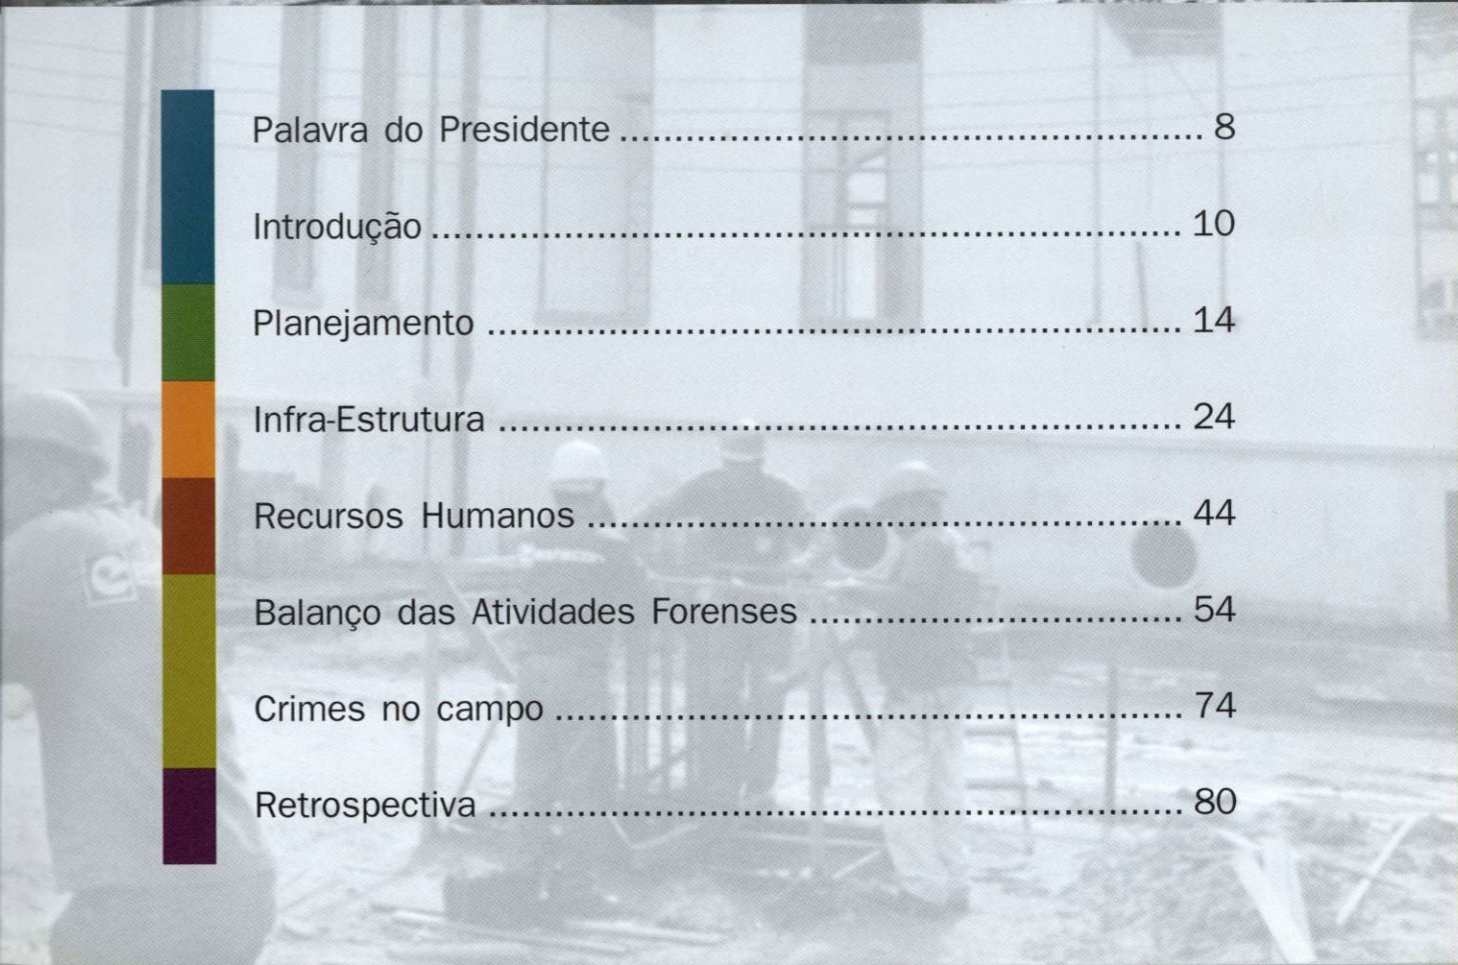 Palavra do Presidente ........................................................ 8
Introdução ........................................................................ 10
Planejamento ................................................................... 14
Infra-Estrutura .................................................................. 24
Recursos Humanos ......................................................... 44
Balanço das Atividades Forenses .................................... 54
Crimes no campo ............................................................ 74
Retrospectiva ................................................................... 80